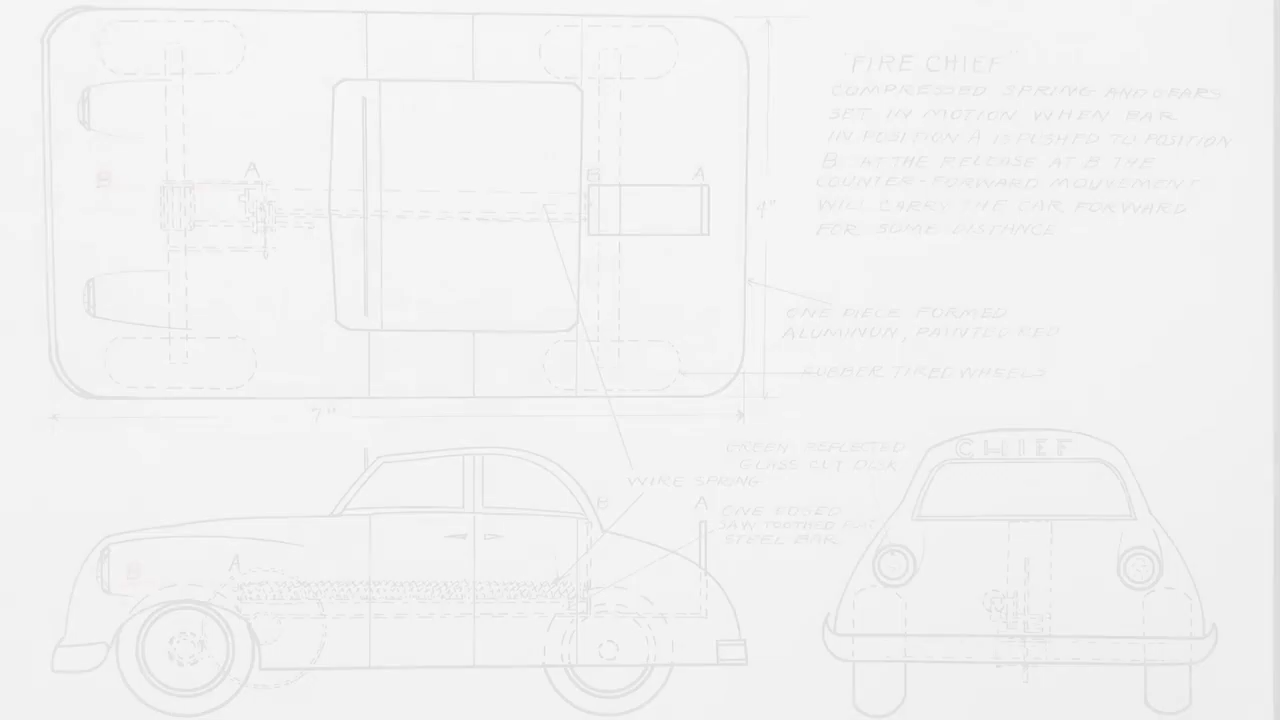 "FIRE CHIEF"
COMPRESSED SPRING AND GEARS
SET IN MOTION WHEN BAR
IN POSITION A IS PUSHED TO POSITION
B. AT THE RELEASE AT B THE
COUNTER-FORWARD MOUVEMENT
WILL CARRY THE CAR FORWARD
FOR SOME DISTANCE
A
B
A
4"
ONE PIECE FORMED
ALUMINUM, PAINTED RED
RUBBER TIRED WHEELS
7"
GREEN REFLECTED
GLASS CUT DISK
WIRE SPRING
B
A
ONE EDGED
SAW TOOTHED FLAT
STEEL BAR
A
CHIEF